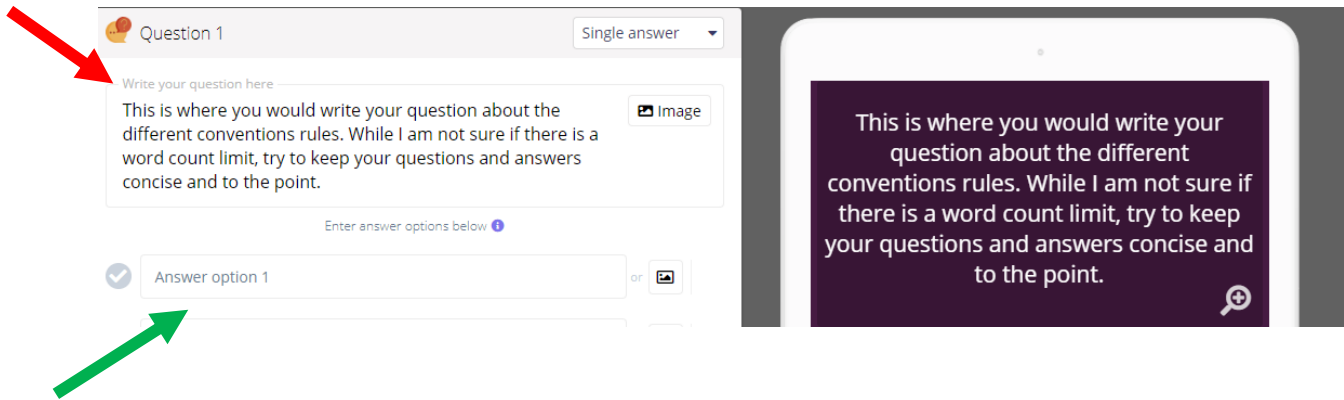 Question 1
Single answer
Write your question here
This is where you would write your question about the
different conventions rules. While I am not sure if there is a
word count limit, try to keep your questions and answers
concise and to the point.
Image
Enter answer options below
Answer option 1
or
This is where you would write your
question about the different
conventions rules. While I am not sure if
there is a word count limit, try to keep
your questions and answers concise and
to the point.